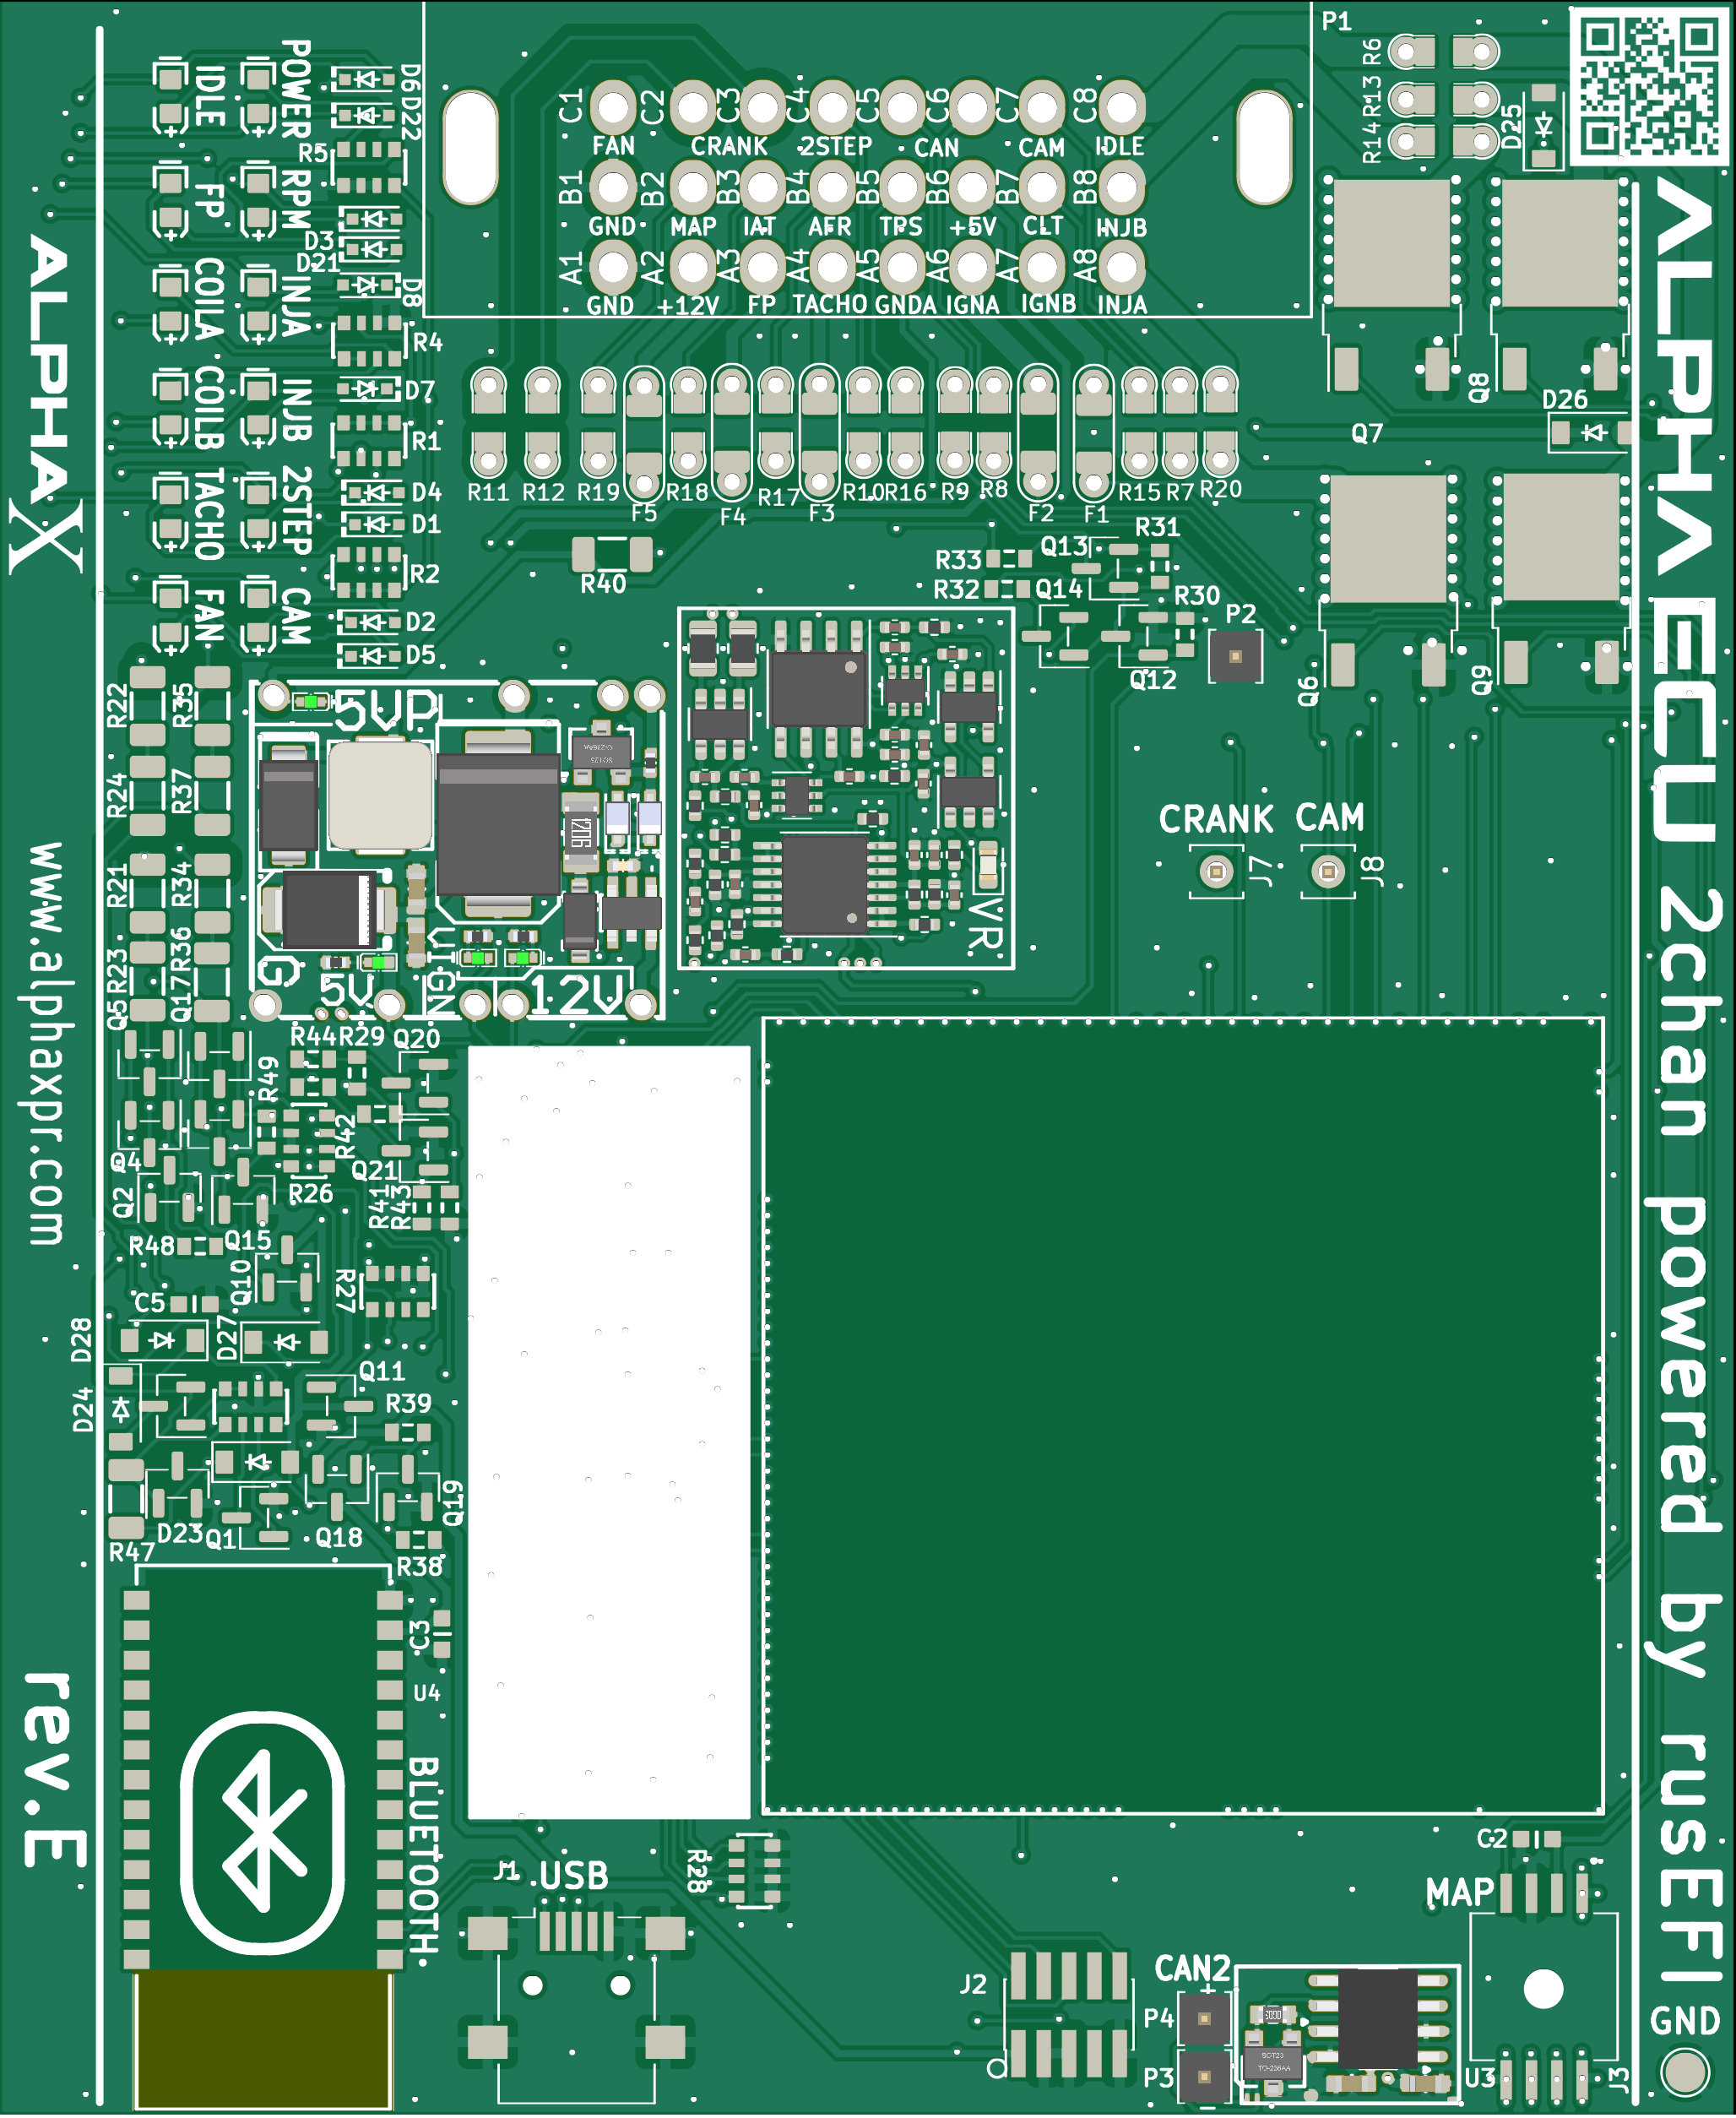 P1
C1 C2 C3 C4 C5 C6 C7 C8
FAN CRANK 2STEP CAN CAM IDLE
B1 B2 B3 B4 B5 B6 B7 B8
GND MAP IAT AFR TPS +5V CLT INJB
A1 A2 A3 A4 A5 A6 A7 A8
GND +12V FP TACHO GNDA IGNA IGNB INJA
IDLE POWER
D6 D22
R5
FP RPM
D3
D21
D8
COILA INJA
R4
D7
COILB INJB
R1
TACHO 2STEP
D4
D1
R2
FAN CAM
D2
D5
ALPHAX
www.alphaxpr.com
rev.E
R6
R13
R14
D25
Q8
D26
Q7
Q6
Q9
ALPHA ECU 2chan powered by rusEFI
R11 R12 R19 F5 R18 F4 R17 F3 R10 R16 R9 R8 F2 F1 R15 R7 R20
R40
R33
R32
Q13
R31
Q14
R30
Q12
P2
R22 R35
R24 R37
R21 R34
R23 R36
Q5 Q17
5VP
1206
G
5V
12V
VR
CRANK CAM
J7 J8
R44 R29 Q20
R49
R42
Q4
Q21
Q2
R26
R41 R43
R48 Q15
Q10
R27
C5
D28 D27
Q11
D24
R39
Q19
D23 Q1 Q18
R47
R38
C3
U4
BLUETOOTH
J1 USB
R28
J2
CAN2
+
P4
P3
-
C2
MAP
U3
J3
GND